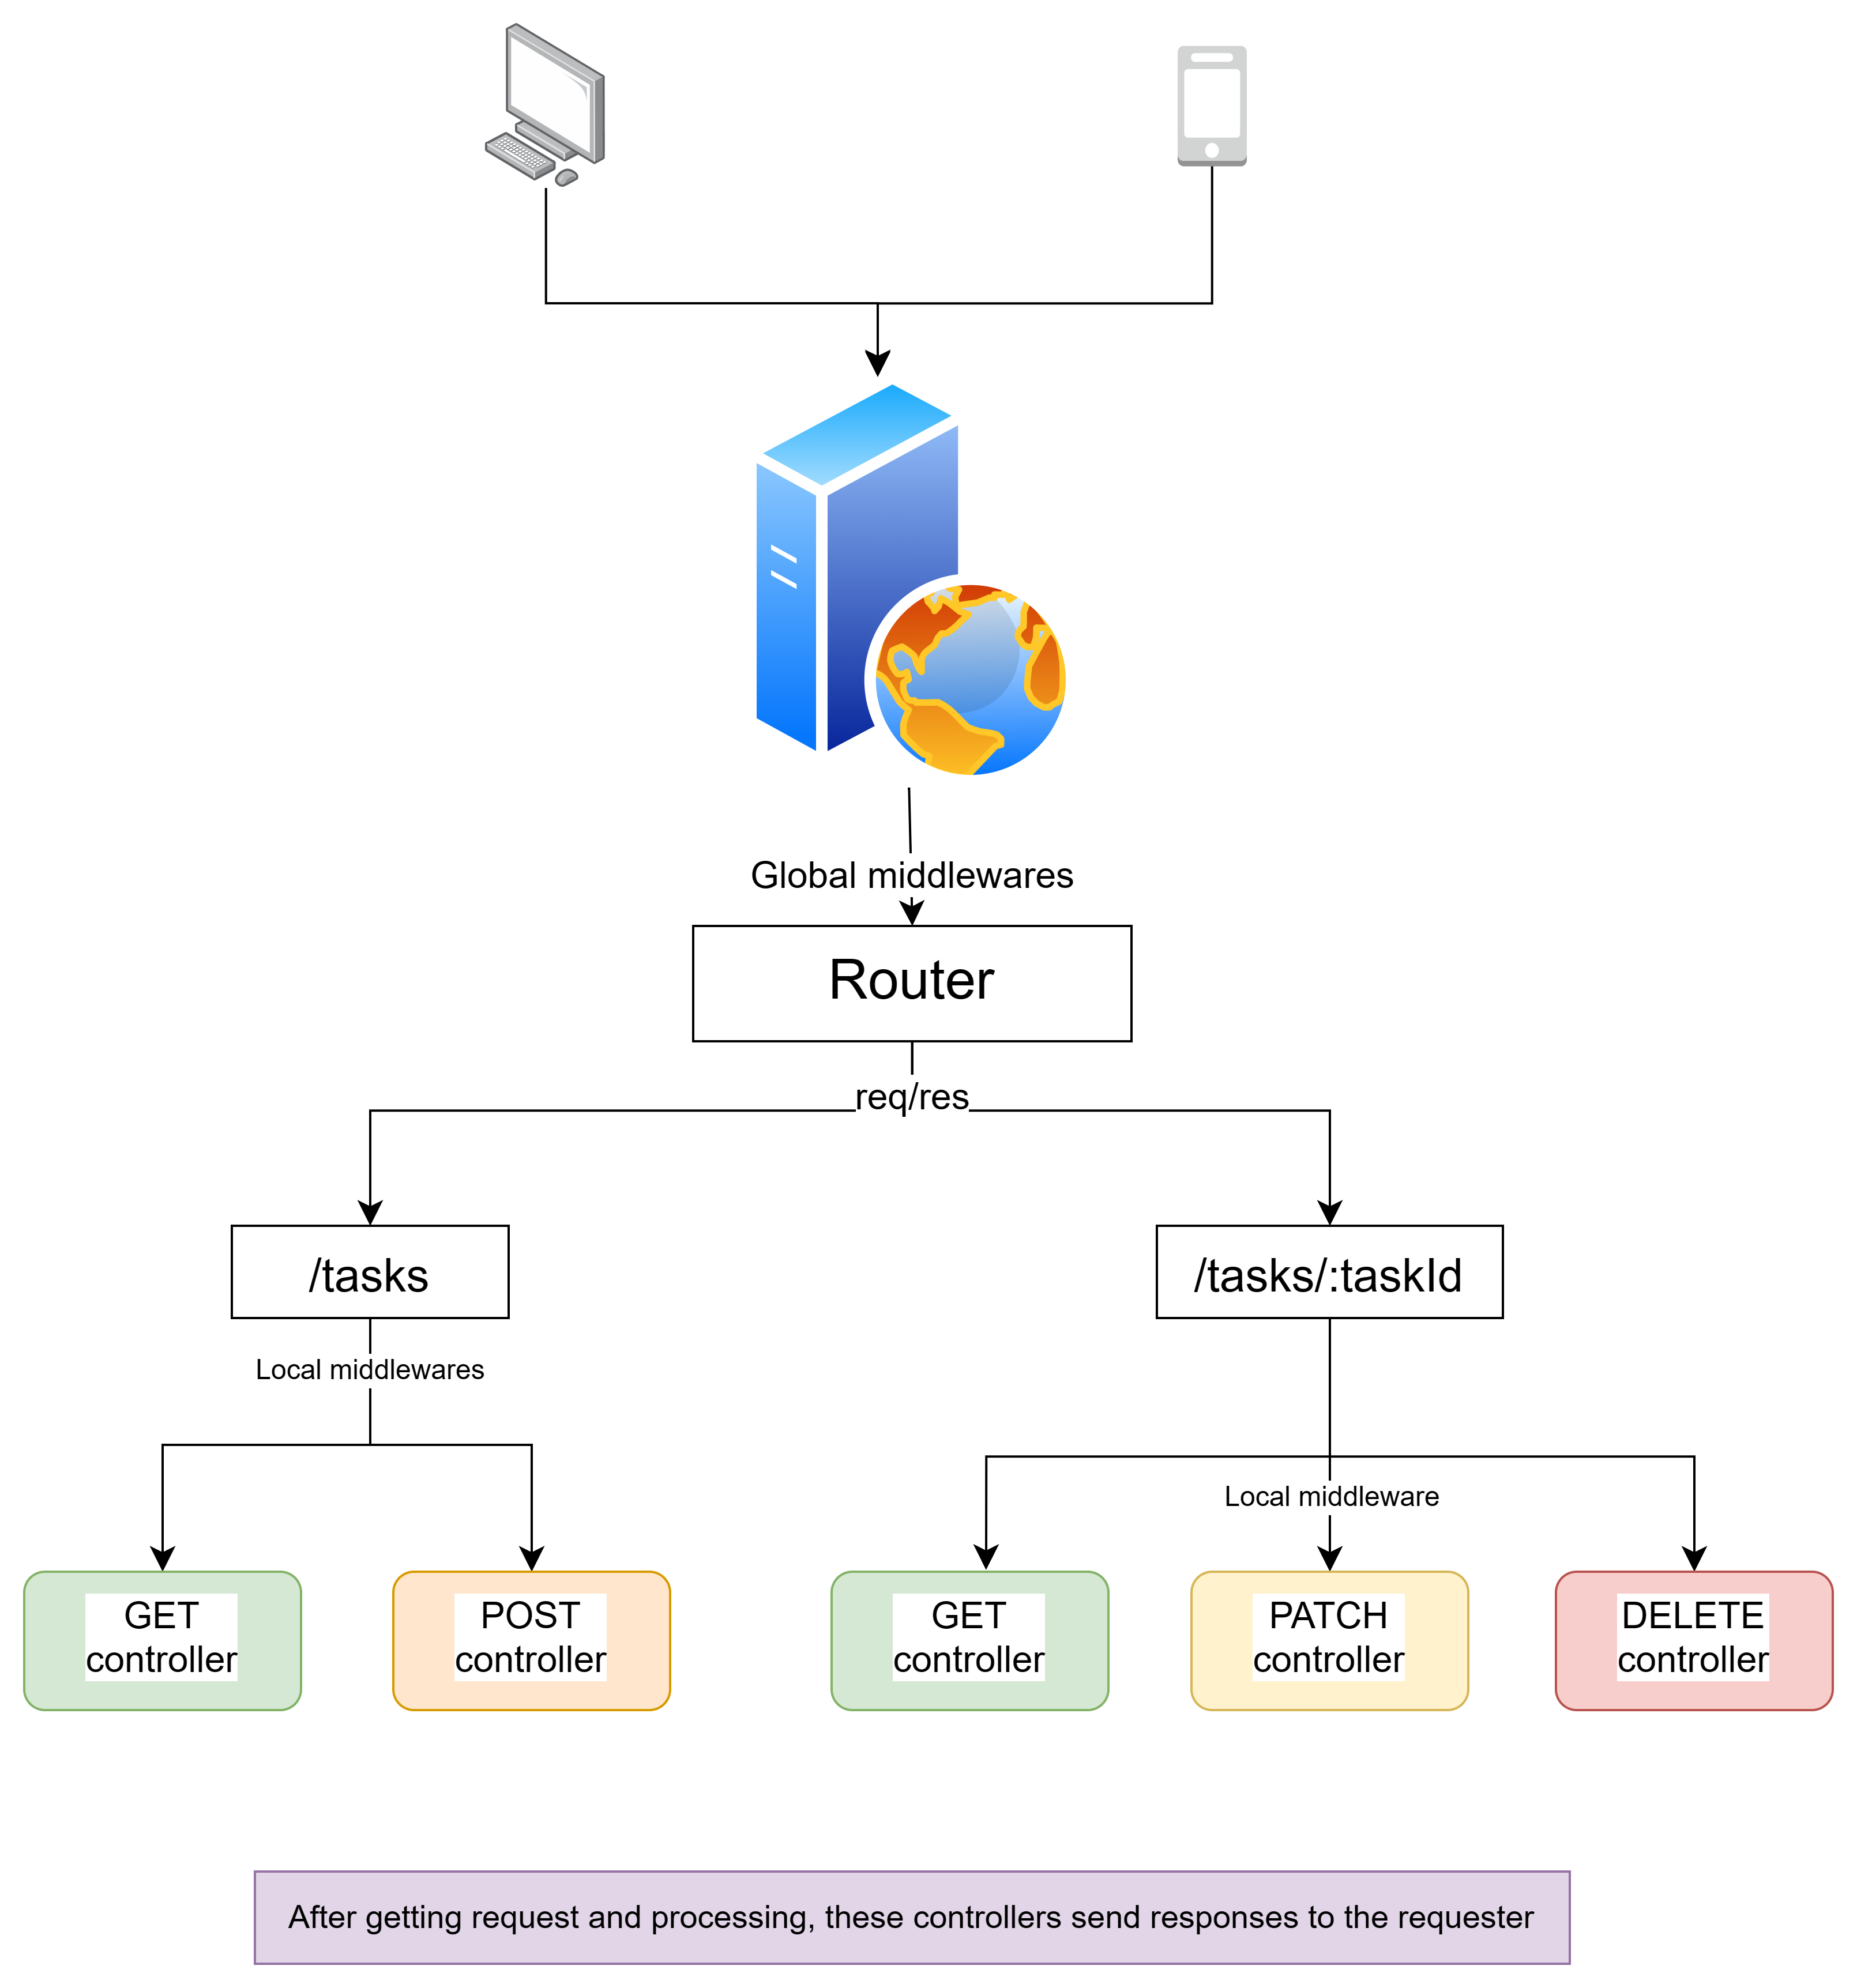 Global middlewares
Router
req/res
/tasks
/tasks/:taskId
Local middlewares
Local middleware
GET
controller
POST
controller
GET
controller
PATCH
controller
DELETE
controller
After getting request and processing, these controllers send responses to the requester